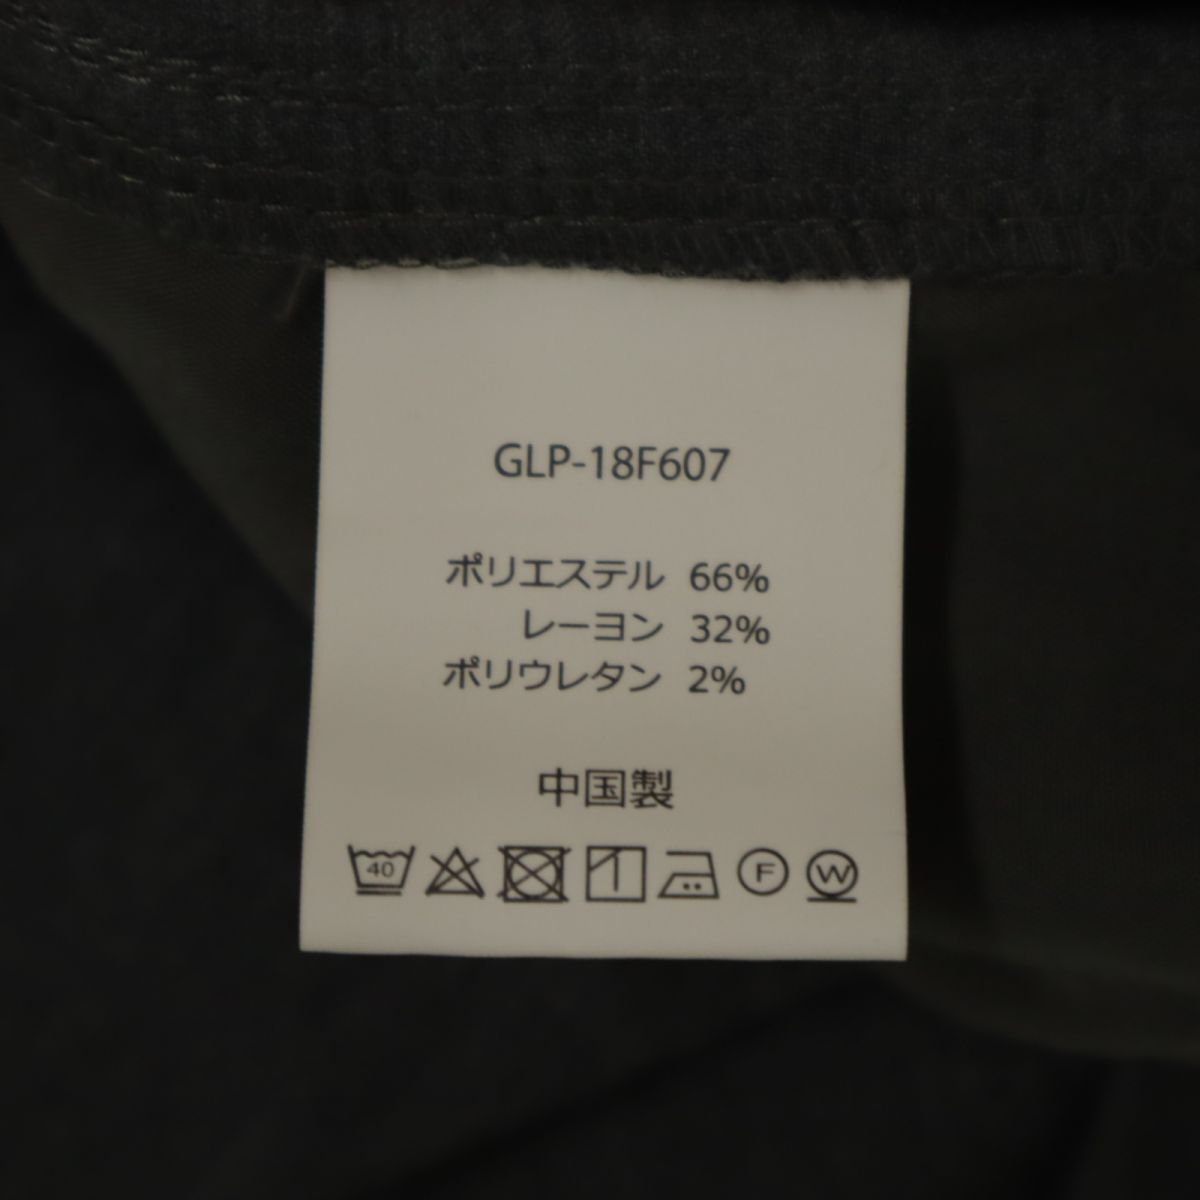 GLP-18F607
ポリエステル 66%
レーヨン 32%
ポリウレタン 2%
中国製
40 F W